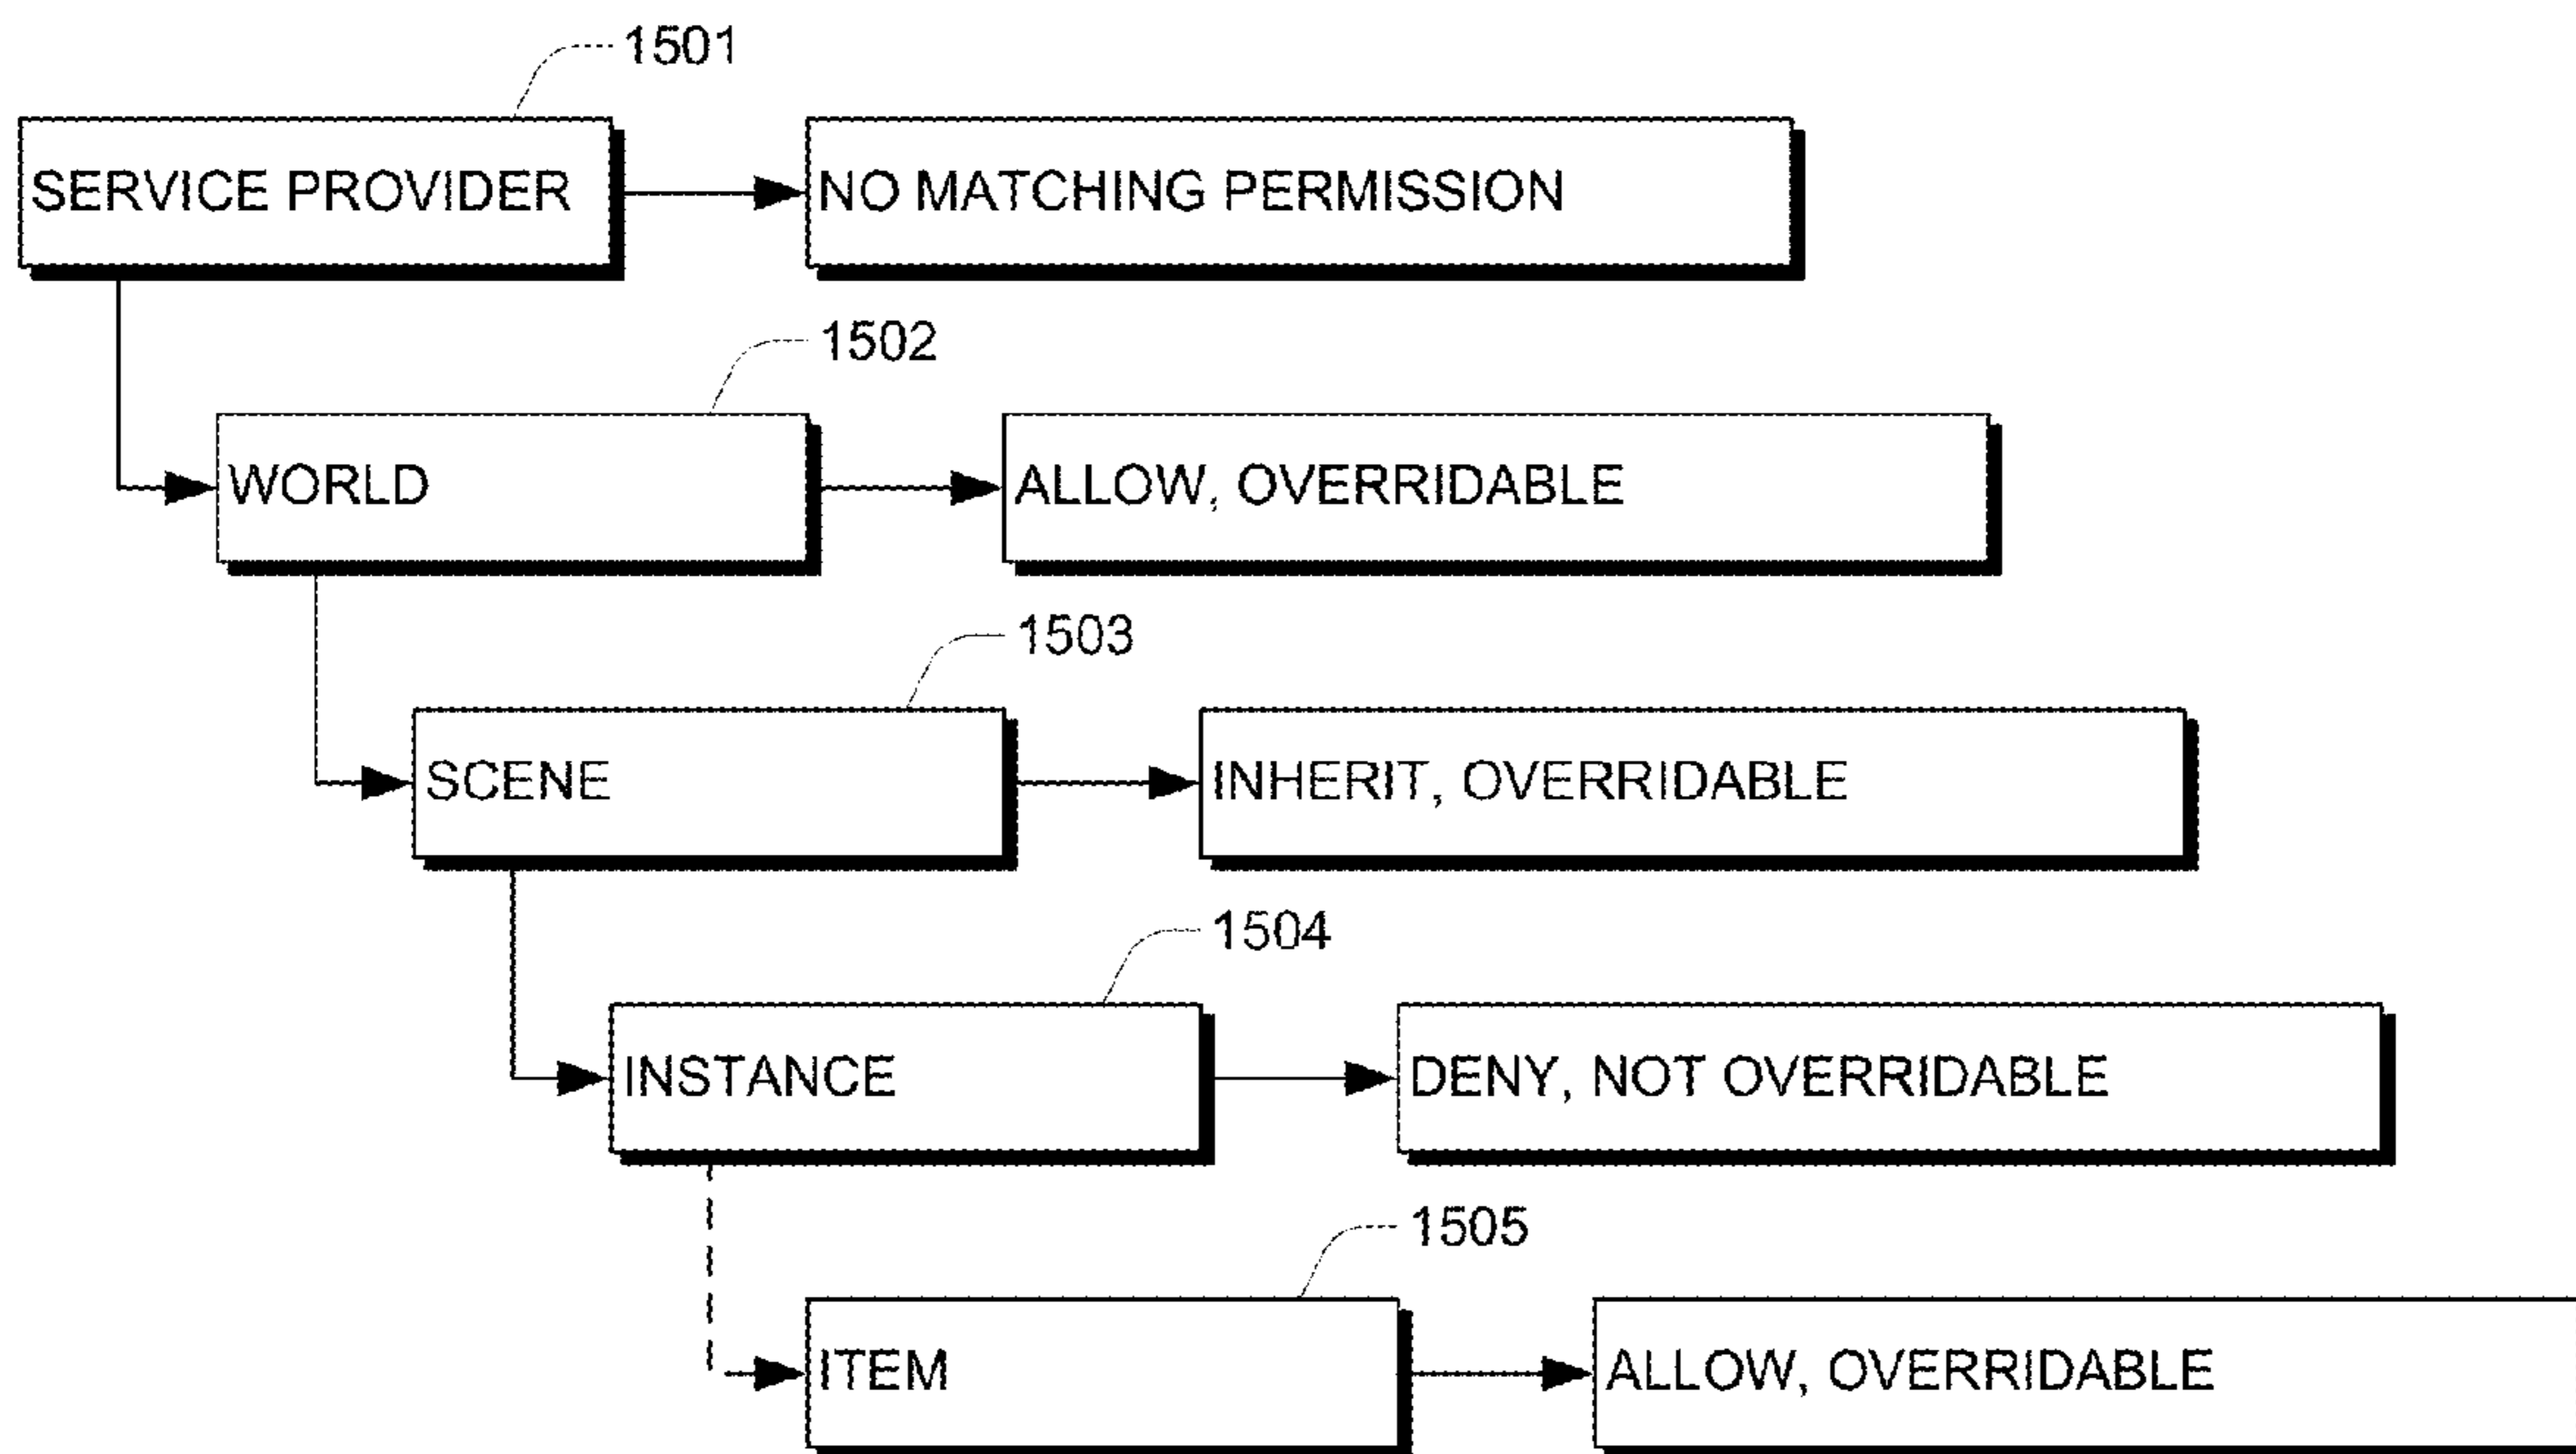 1501
SERVICE PROVIDER
NO MATCHING PERMISSION
1502
WORLD
ALLOW, OVERRIDABLE
1503
SCENE
INHERIT, OVERRIDABLE
1504
INSTANCE
DENY, NOT OVERRIDABLE
1505
ITEM
ALLOW, OVERRIDABLE